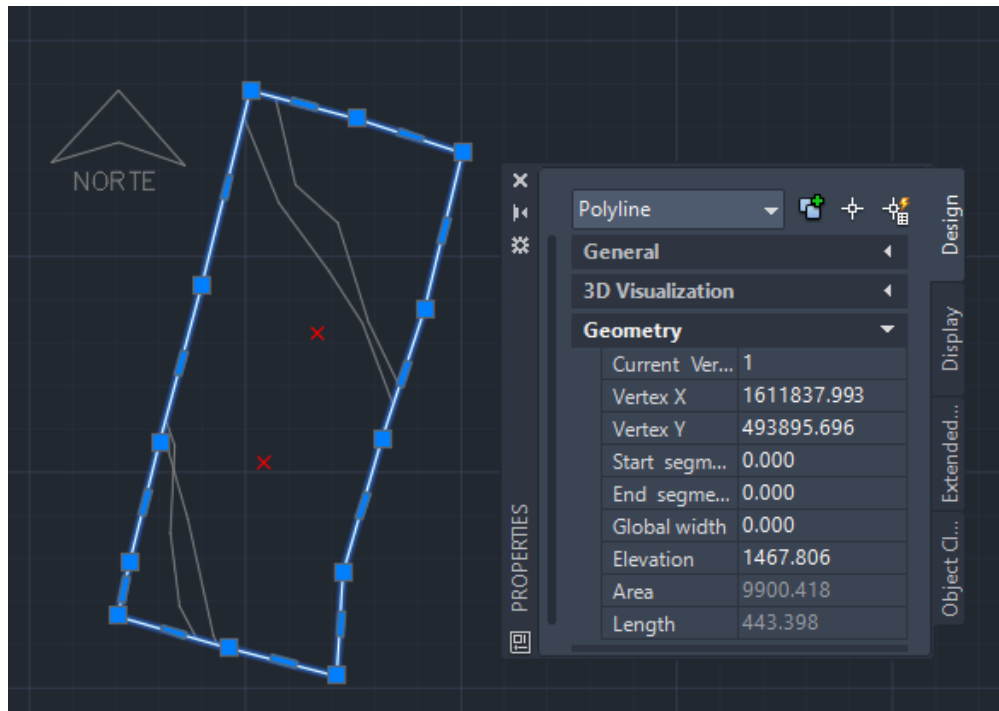 NORTE
Polyline
General
3D Visualization
Geometry
Current Ver... 1
Vertex X 1611837.993
Vertex Y 493895.696
Start segm... 0.000
End segme... 0.000
Global width 0.000
Elevation 1467.806
Area 9900.418
Length 443.398
PROPERTIES
Design
Display
Extended...
Object Cl...